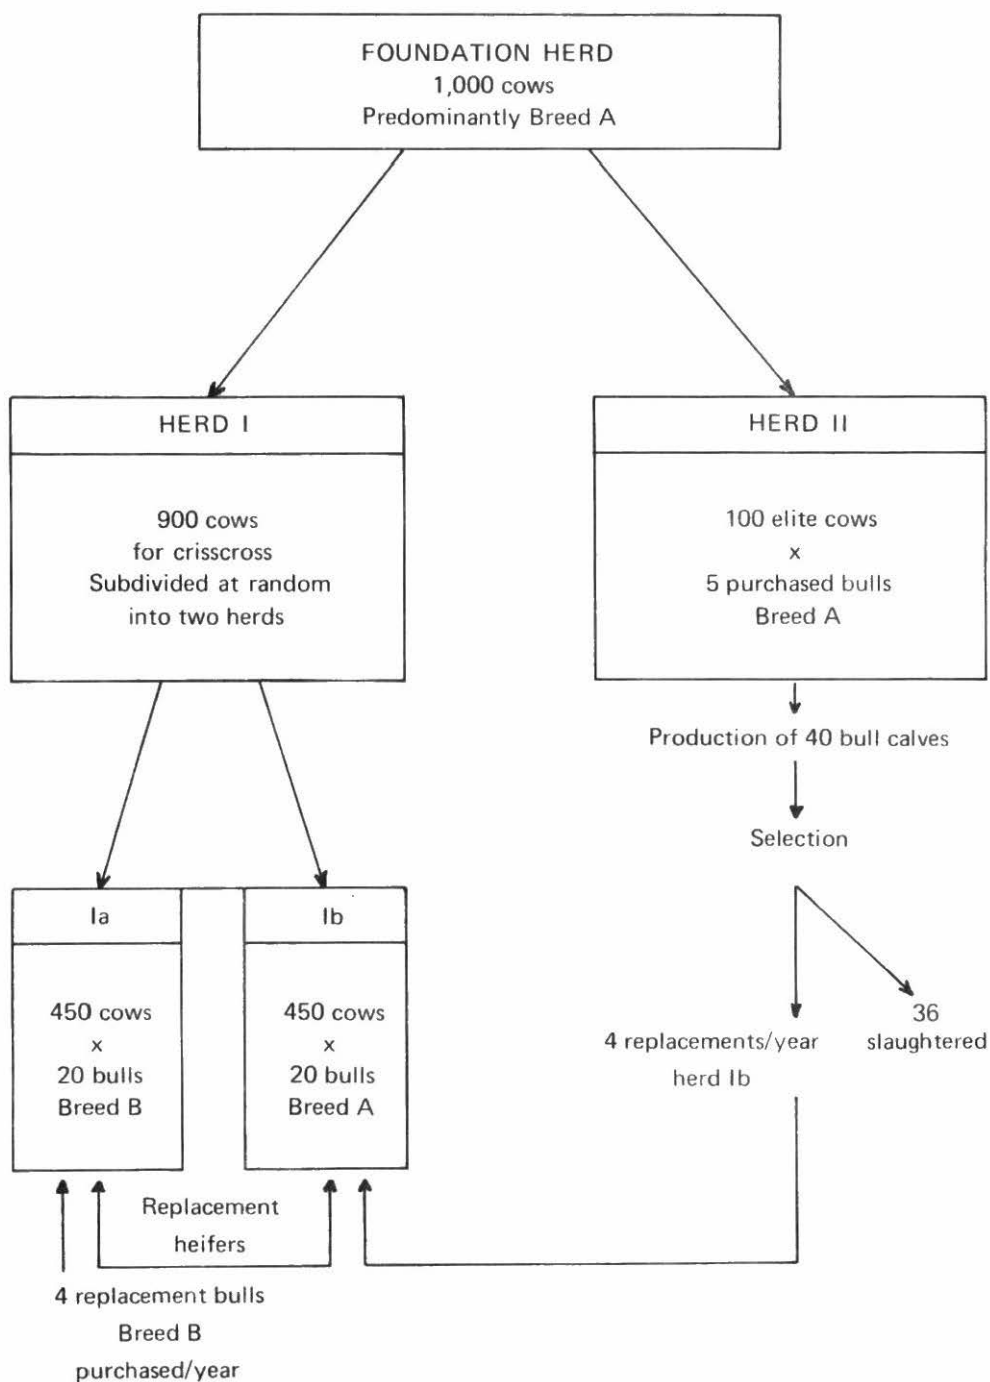 FOUNDATION HERD
1,000 cows
Predominantly Breed A
HERD I
900 cows
for crisscross
Subdivided at random
into two herds
HERD II
100 elite cows
x
5 purchased bulls
Breed A
Production of 40 bull calves
Selection
Ia
450 cows
x
20 bulls
Breed B
Ib
450 cows
x
20 bulls
Breed A
4 replacements/year
herd Ib
36
slaughtered
Replacement
heifers
4 replacement bulls
Breed B
purchased/year